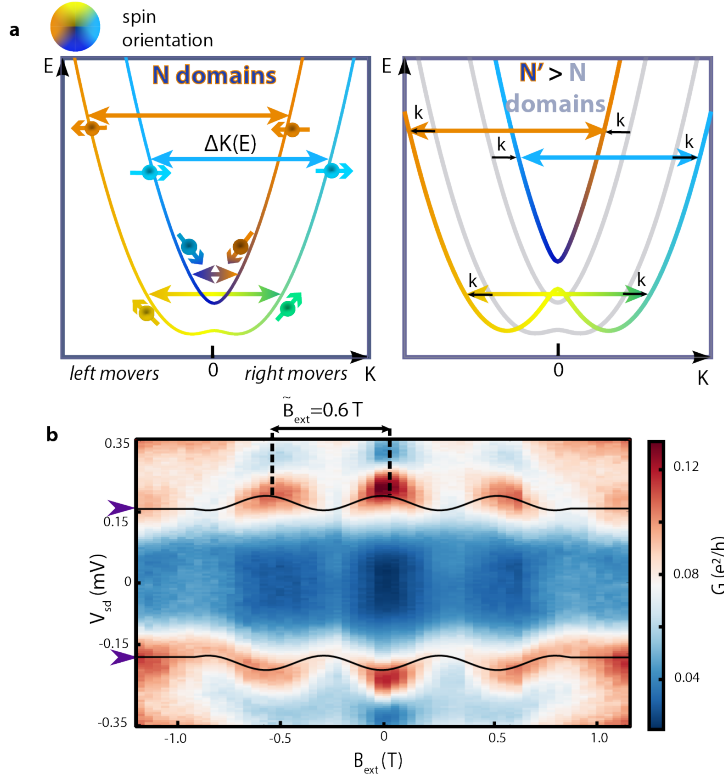 spin
orientation
a
E
N domains
ΔK(E)
0
left movers
right movers
K
E
N' > N
domains
k
k
k
k
k
k
0
K
b
B̃ext=0.6 T
0.35
0.15
0
-0.15
-0.35
Vsd (mV)
-1.0
-0.5
0
0.5
1.0
Bext(T)
0.12
0.08
0.04
G (e²/h)